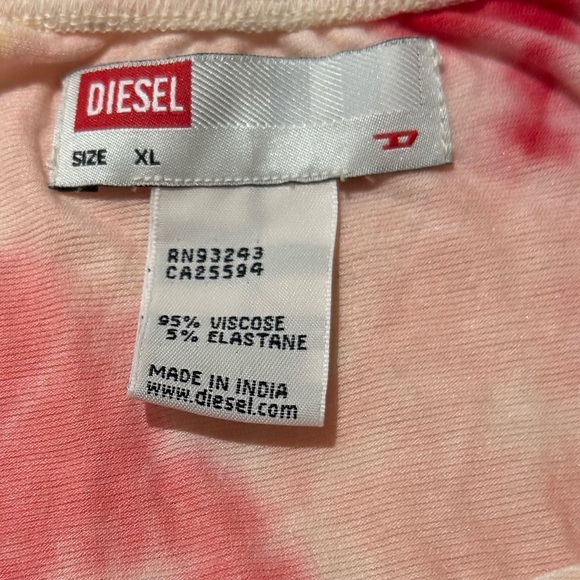 DIESEL
SIZE XL
RN93243
CA25594
95% VISCOSE
5% ELASTANE
MADE IN INDIA
www.diesel.com